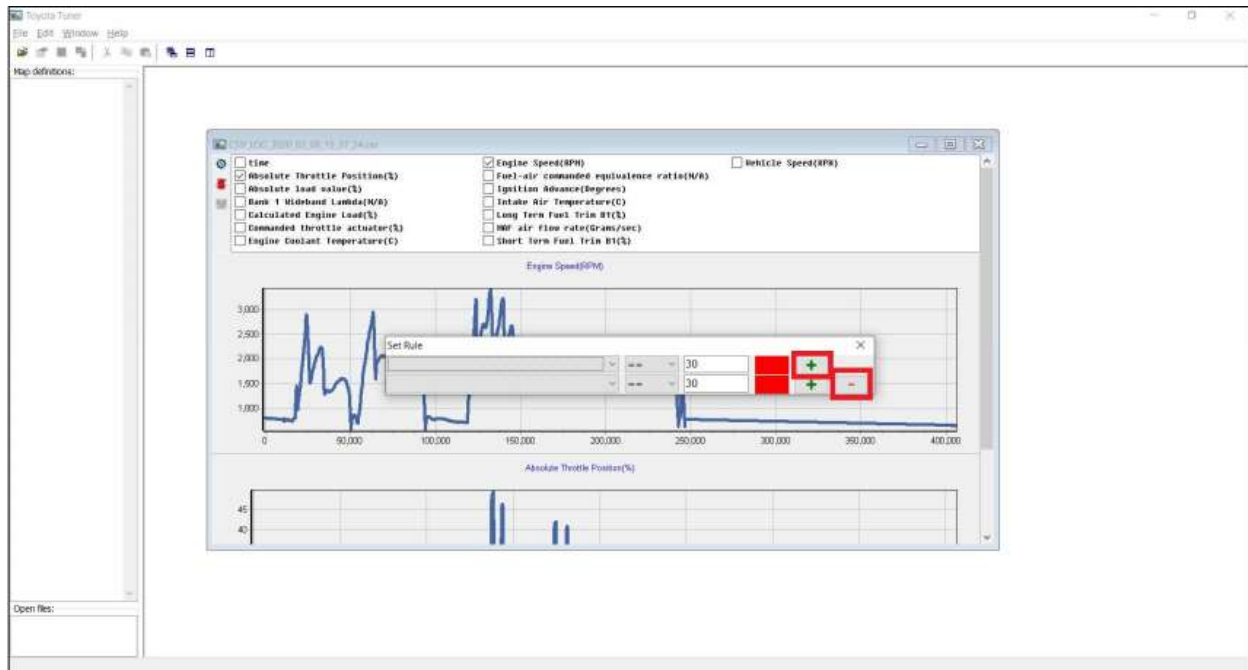 Toyota Tuner
File Edit Window Help
Map definitions:
time
Engine Speed(RPM)
Vehicle Speed(KPH)
Absolute Throttle Position(%)
Fuel-air commanded equivalence ratio(N/A)
Absolute load value(%)
Ignition Advance(Degrees)
Bank 1 Wideband Lambda(N/A)
Intake Air Temperature(C)
Calculated Engine Load(%)
Long Term Fuel Trim B1(%)
Commanded throttle actuator(%)
MAF air flow rate(Grams/sec)
Engine Coolant Temperature(C)
Short Term Fuel Trim B1(%)
Engine Speed(RPM)
3,000
2,500
2,000
1,500
1,000
Set Rule
== 30 +
== 30 + -
0 50,000 100,000 150,000 200,000 250,000 300,000 350,000 400,000
Absolute Throttle Position(%)
45
40
Open files: